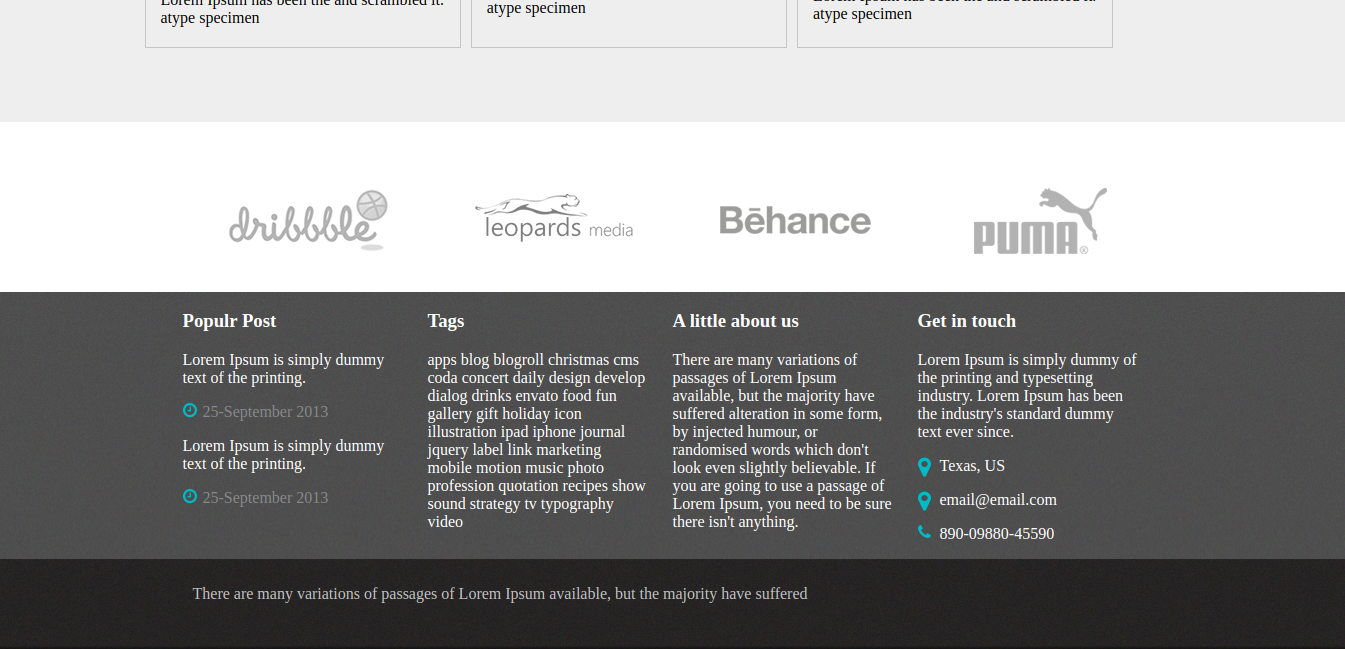 atype specimen
atype specimen
atype specimen
dribbble
leopards media
Bēhance
PUMA®
Populr Post
Lorem Ipsum is simply dummy
text of the printing.
25-September 2013
Lorem Ipsum is simply dummy
text of the printing.
25-September 2013
Tags
apps blog blogroll christmas cms
coda concert daily design develop
dialog drinks envato food fun
gallery gift holiday icon
illustration ipad iphone journal
jquery label link marketing
mobile motion music photo
profession quotation recipes show
sound strategy tv typography
video
A little about us
There are many variations of
passages of Lorem Ipsum
available, but the majority have
suffered alteration in some form,
by injected humour, or
randomised words which don't
look even slightly believable. If
you are going to use a passage of
Lorem Ipsum, you need to be sure
there isn't anything.
Get in touch
Lorem Ipsum is simply dummy of
the printing and typesetting
industry. Lorem Ipsum has been
the industry's standard dummy
text ever since.
Texas, US
email@email.com
890-09880-45590
There are many variations of passages of Lorem Ipsum available, but the majority have suffered